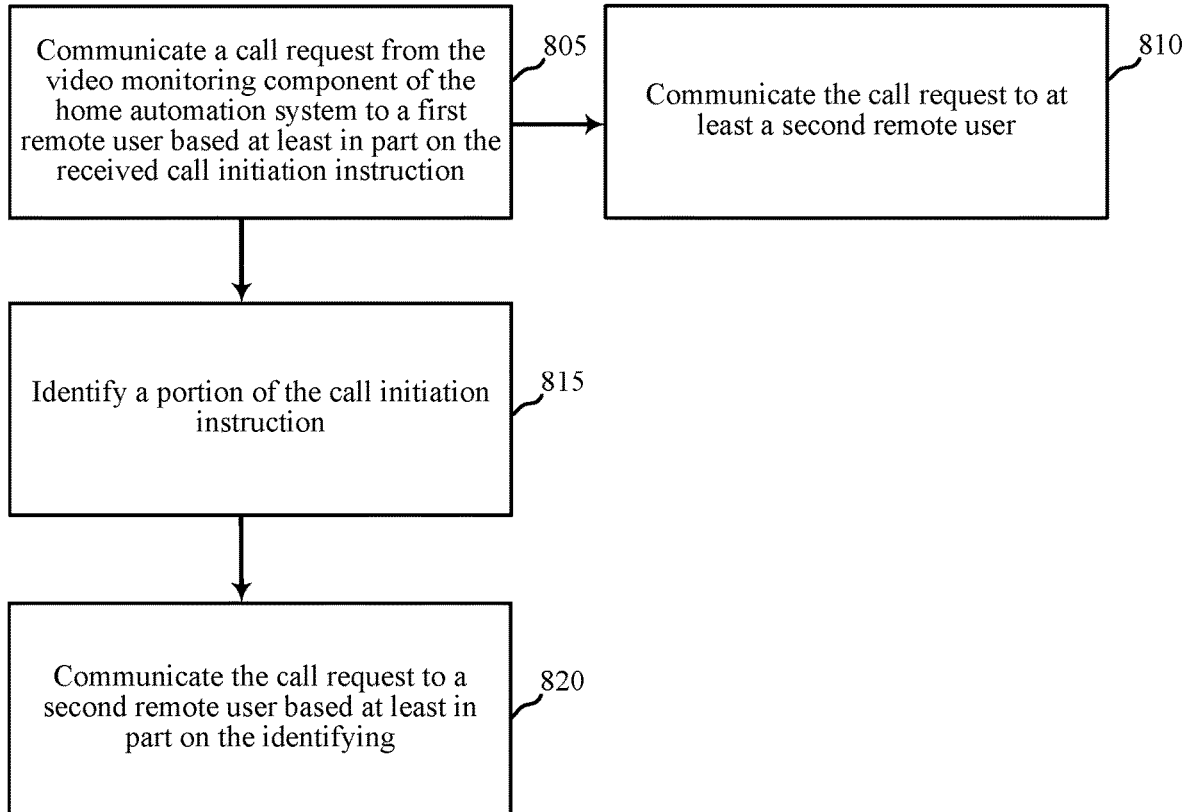 Communicate a call request from the
video monitoring component of the
home automation system to a first
remote user based at least in part on the
received call initiation instruction
805
Communicate the call request to at
least a second remote user
810
Identify a portion of the call initiation
instruction
815
Communicate the call request to a
second remote user based at least in
part on the identifying
820